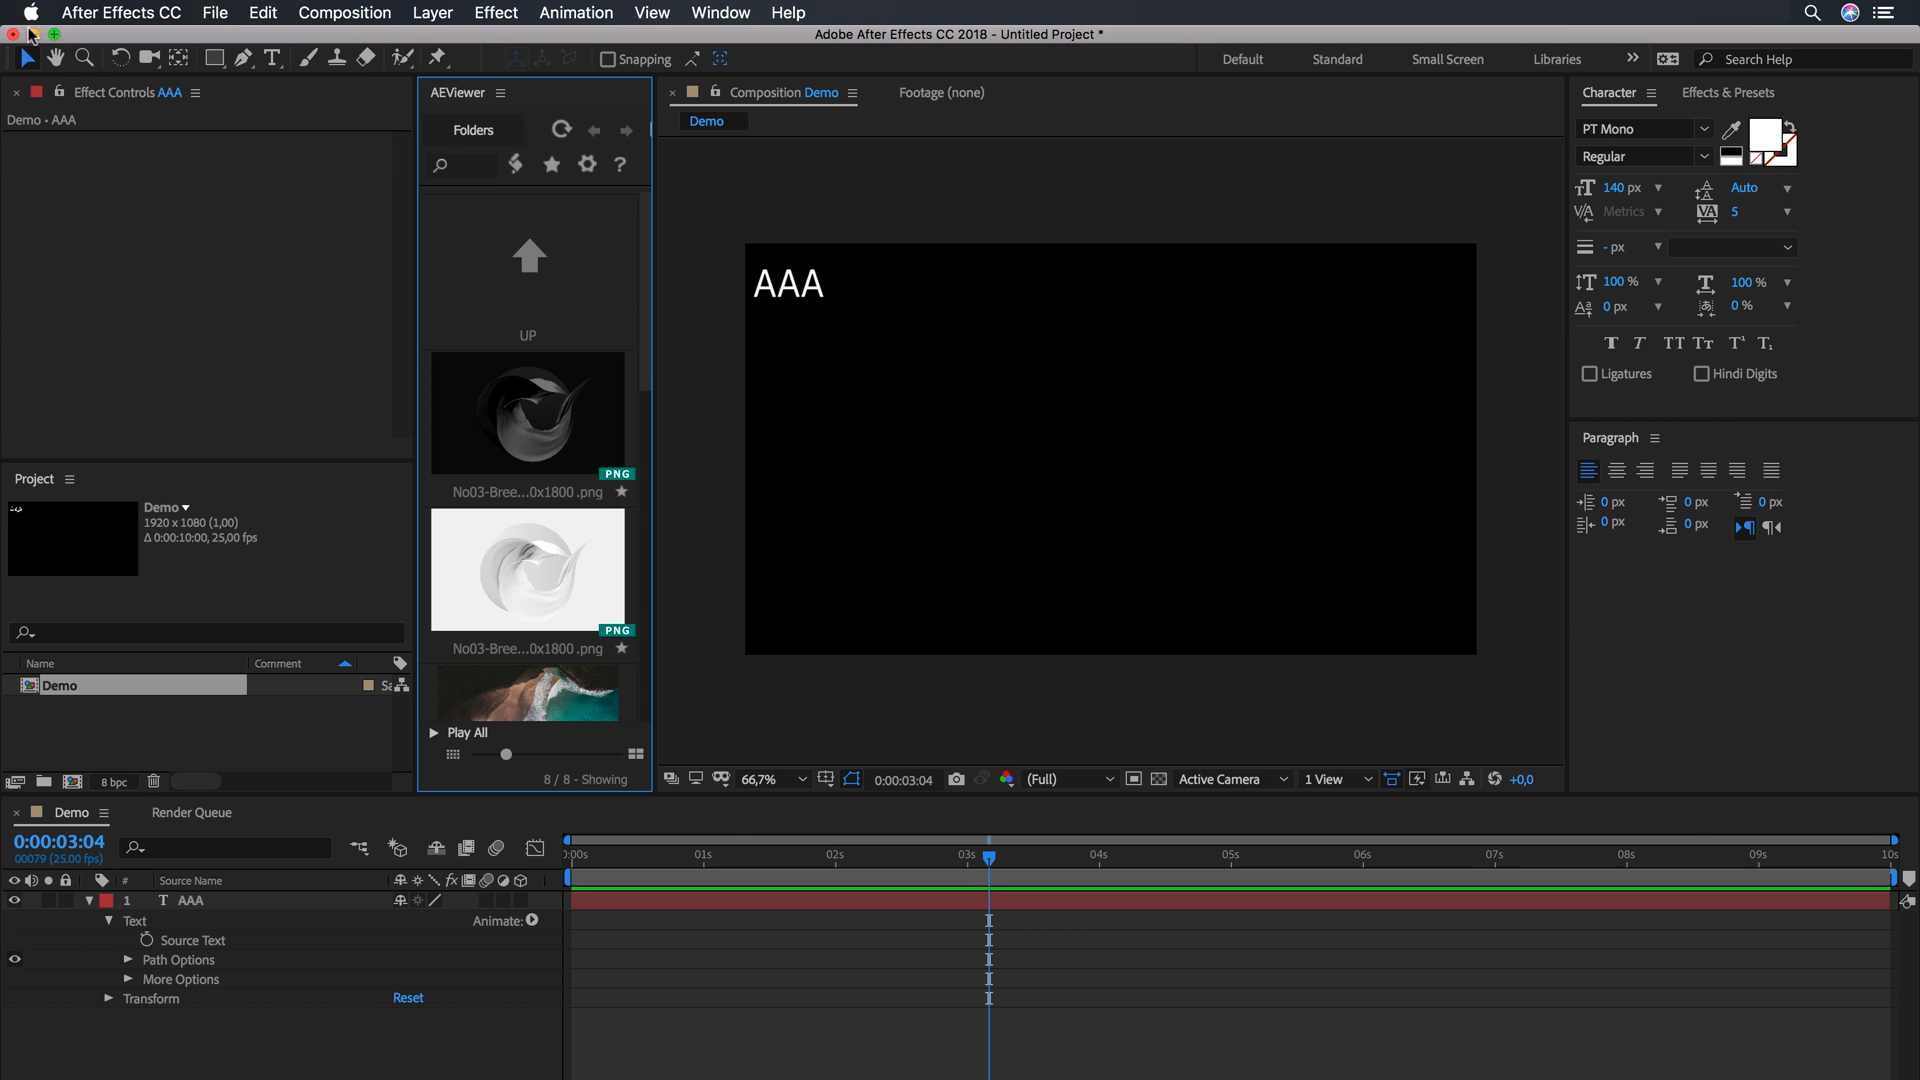 After Effects CC File Edit Composition Layer Effect Animation View Window Help
Adobe After Effects CC 2018 - Untitled Project *
Snapping
Default Standard Small Screen Libraries Search Help
Effect Controls AAA
Demo • AAA
Project
Demo
1920 x 1080 (1,00)
Δ 0:00:10:00, 25,00 fps
Name Comment
Demo
8 bpc
AEViewer
Folders
UP
PNG
No03-Bree...0x1800.png
PNG
No03-Bree...0x1800.png
Play All
8 / 8 - Showing
Composition Demo Footage (none)
Demo
AAA
66,7% 0:00:03:04 (Full) Active Camera 1 View +0,0
Character Effects & Presets
PT Mono
Regular
140 px Auto
Metrics 5
- px
100 % 100 %
0 px 0 %
T T TT Tт T¹ T₁
Ligatures Hindi Digits
Paragraph
0 px 0 px 0 px
0 px 0 px
Demo Render Queue
0:00:03:04
00079 (25.00 fps)
01s 02s 03s 04s 05s 06s 07s 08s 09s 10s
# Source Name
1 T AAA
Text Animate:
Source Text
Path Options
More Options
Transform Reset